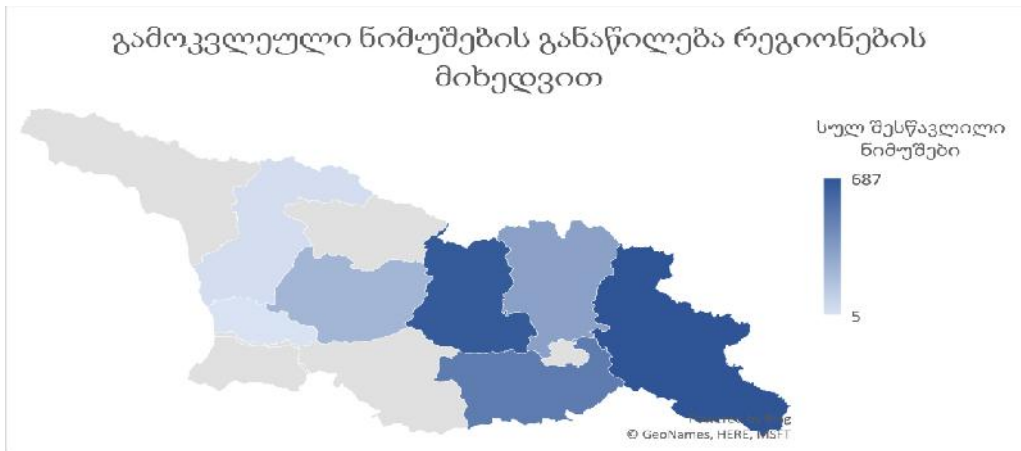 გამოკვლეული ნიმუშების განაწილება რეგიონების
მიხედვით
სულ შესწავლილი
ნიმუშები
687
5
© GeoNames, HERE, MSFT